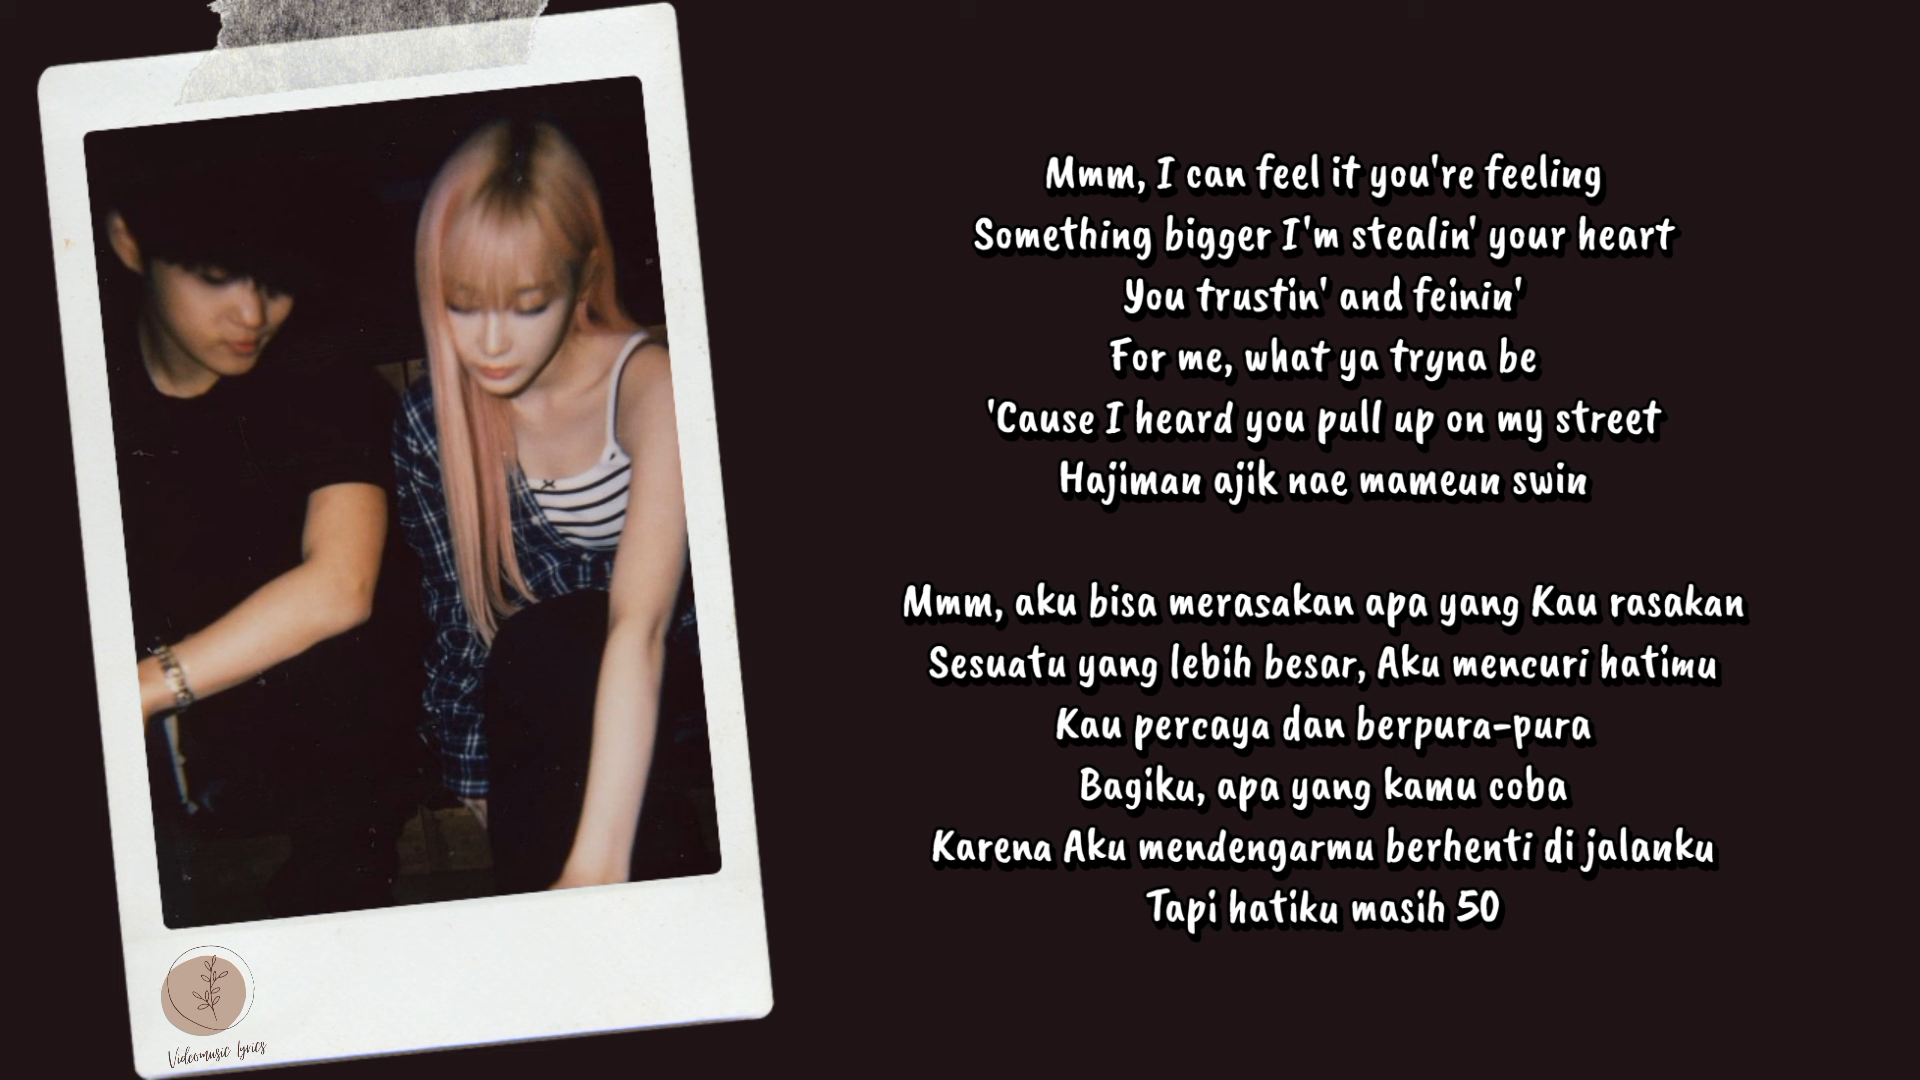 Mmm, I can feel it you're feeling
Something bigger I'm stealin' your heart
You trustin' and feinin'
For me, what ya tryna be
'Cause I heard you pull up on my street
Hajiman ajik nae mameun swin
Mmm, aku bisa merasakan apa yang Kau rasakan
Sesuatu yang lebih besar, Aku mencuri hatimu
Kau percaya dan berpura-pura
Bagiku, apa yang kamu coba
Karena Aku mendengarmu berhenti di jalanku
Tapi hatiku masih 50
Videomusic lyrics